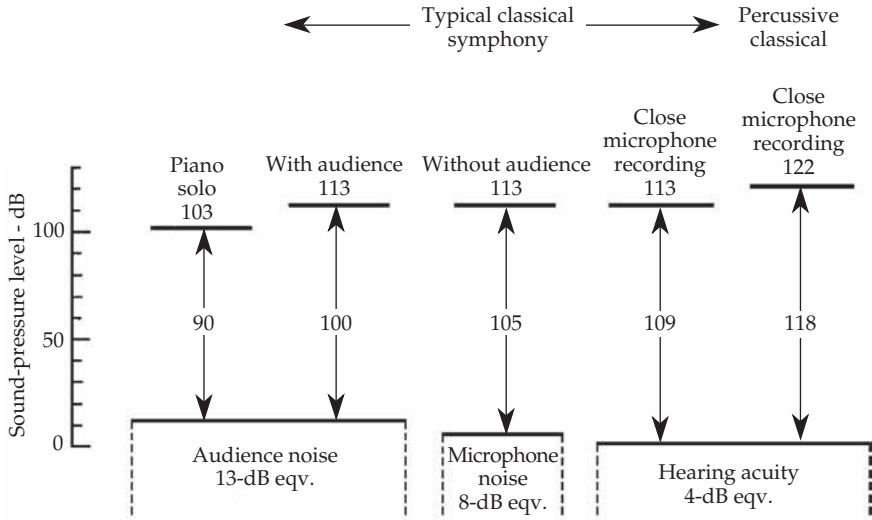 Typical classical
symphony
Percussive
classical
Piano
solo
103
With audience
113
Without audience
113
Close
microphone
recording
113
Close
microphone
recording
122
Sound-pressure level - dB
100
50
0
90
100
105
109
118
Audience noise
13-dB eqv.
Microphone
noise
8-dB eqv.
Hearing acuity
4-dB eqv.